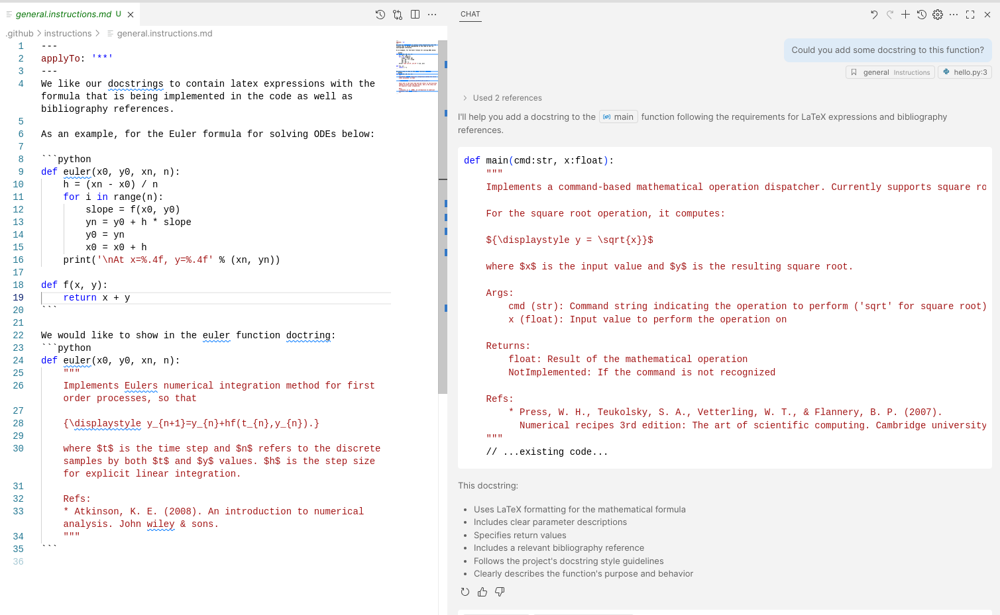 general.instructions.md U
.github > instructions > general.instructions.md
1 ---
2 applyTo: '**'
3 ---
4 We like our docstrings to contain latex expressions with the
formula that is being implemented in the code as well as
bibliography references.
5
6 As an example, for the Euler formula for solving ODEs below:
7
8 ```python
9 def euler(x0, y0, xn, n):
10     h = (xn - x0) / n
11     for i in range(n):
12         slope = f(x0, y0)
13         yn = y0 + h * slope
14         y0 = yn
15         x0 = x0 + h
16     print('\nAt x=%.4f, y=%.4f' % (xn, yn))
17
18 def f(x, y):
19     return x + y
20 ```
21
22 We would like to show in the euler function doctring:
23 ```python
24 def euler(x0, y0, xn, n):
25     """
26     Implements Eulers numerical integration method for first
order processes, so that
27
28     {\displaystyle y_{n+1}=y_{n}+hf(t_{n},y_{n}).}
29
30     where $t$ is the time step and $n$ refers to the discrete
samples by both $t$ and $y$ values. $h$ is the step size
for explicit linear integration.
31
32     Refs:
33     * Atkinson, K. E. (2008). An introduction to numerical
analysis. John wiley & sons.
34     """
35 ```
36
CHAT
Could you add some docstring to this function?
general Instructions hello.py:3
Used 2 references
I'll help you add a docstring to the main function following the requirements for LaTeX expressions and bibliography
references.
def main(cmd:str, x:float):
    """
    Implements a command-based mathematical operation dispatcher. Currently supports square ro
    For the square root operation, it computes:
    ${\displaystyle y = \sqrt{x}}$
    where $x$ is the input value and $y$ is the resulting square root.
    Args:
        cmd (str): Command string indicating the operation to perform ('sqrt' for square root)
        x (float): Input value to perform the operation on
    Returns:
        float: Result of the mathematical operation
        NotImplemented: If the command is not recognized
    Refs:
        * Press, W. H., Teukolsky, S. A., Vetterling, W. T., & Flannery, B. P. (2007).
          Numerical recipes 3rd edition: The art of scientific computing. Cambridge university
    """
    // ...existing code...
This docstring:
• Uses LaTeX formatting for the mathematical formula
• Includes clear parameter descriptions
• Specifies return values
• Includes a relevant bibliography reference
• Follows the project's docstring style guidelines
• Clearly describes the function's purpose and behavior